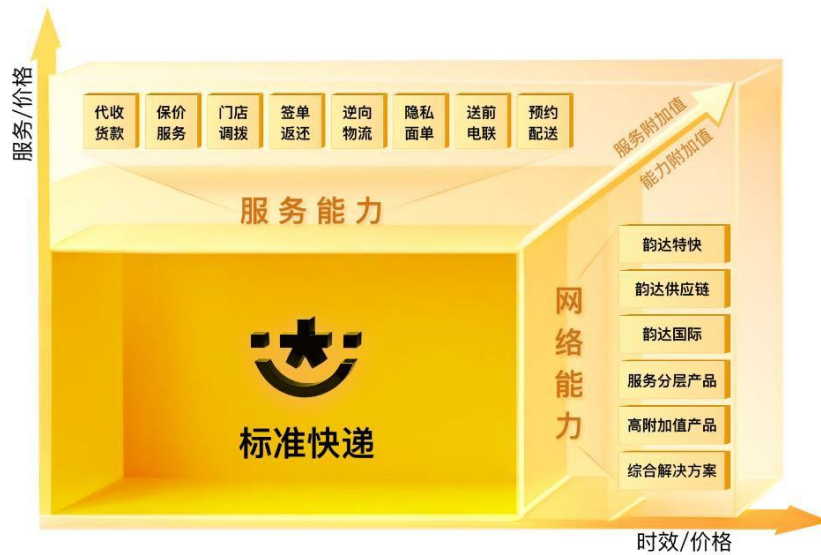 服务/价格
代收
货款
保价
服务
门店
调拨
签单
返还
逆向
物流
隐私
面单
送前
电联
预约
配送
服务附加值
能力附加值
服务能力
网络能力
韵达特快
韵达供应链
韵达国际
服务分层产品
高附加值产品
综合解决方案
标准快递
时效/价格